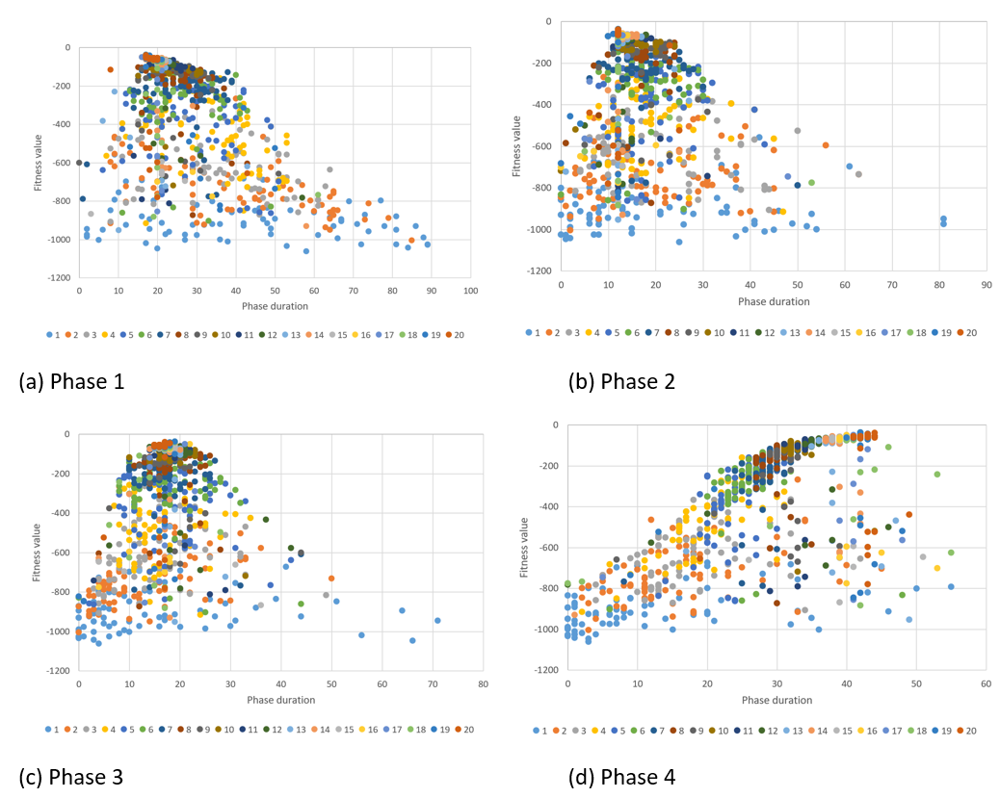 0
-200
-400
-600
-800
-1000
-1200
0 10 20 30 40 50 60 70 80 90 100
Fitness value
Phase duration
1 2 3 4 5 6 7 8 9 10 11 12 13 14 15 16 17 18 19 20
(a) Phase 1
0
-200
-400
-600
-800
-1000
-1200
0 10 20 30 40 50 60 70 80 90
Fitness value
Phase duration
1 2 3 4 5 6 7 8 9 10 11 12 13 14 15 16 17 18 19 20
(b) Phase 2
0
-200
-400
-600
-800
-1000
-1200
0 10 20 30 40 50 60 70 80
Fitness value
Phase duration
1 2 3 4 5 6 7 8 9 10 11 12 13 14 15 16 17 18 19 20
(c) Phase 3
0
-200
-400
-600
-800
-1000
-1200
0 10 20 30 40 50 60
Fitness value
Phase duration
1 2 3 4 5 6 7 8 9 10 11 12 13 14 15 16 17 18 19 20
(d) Phase 4